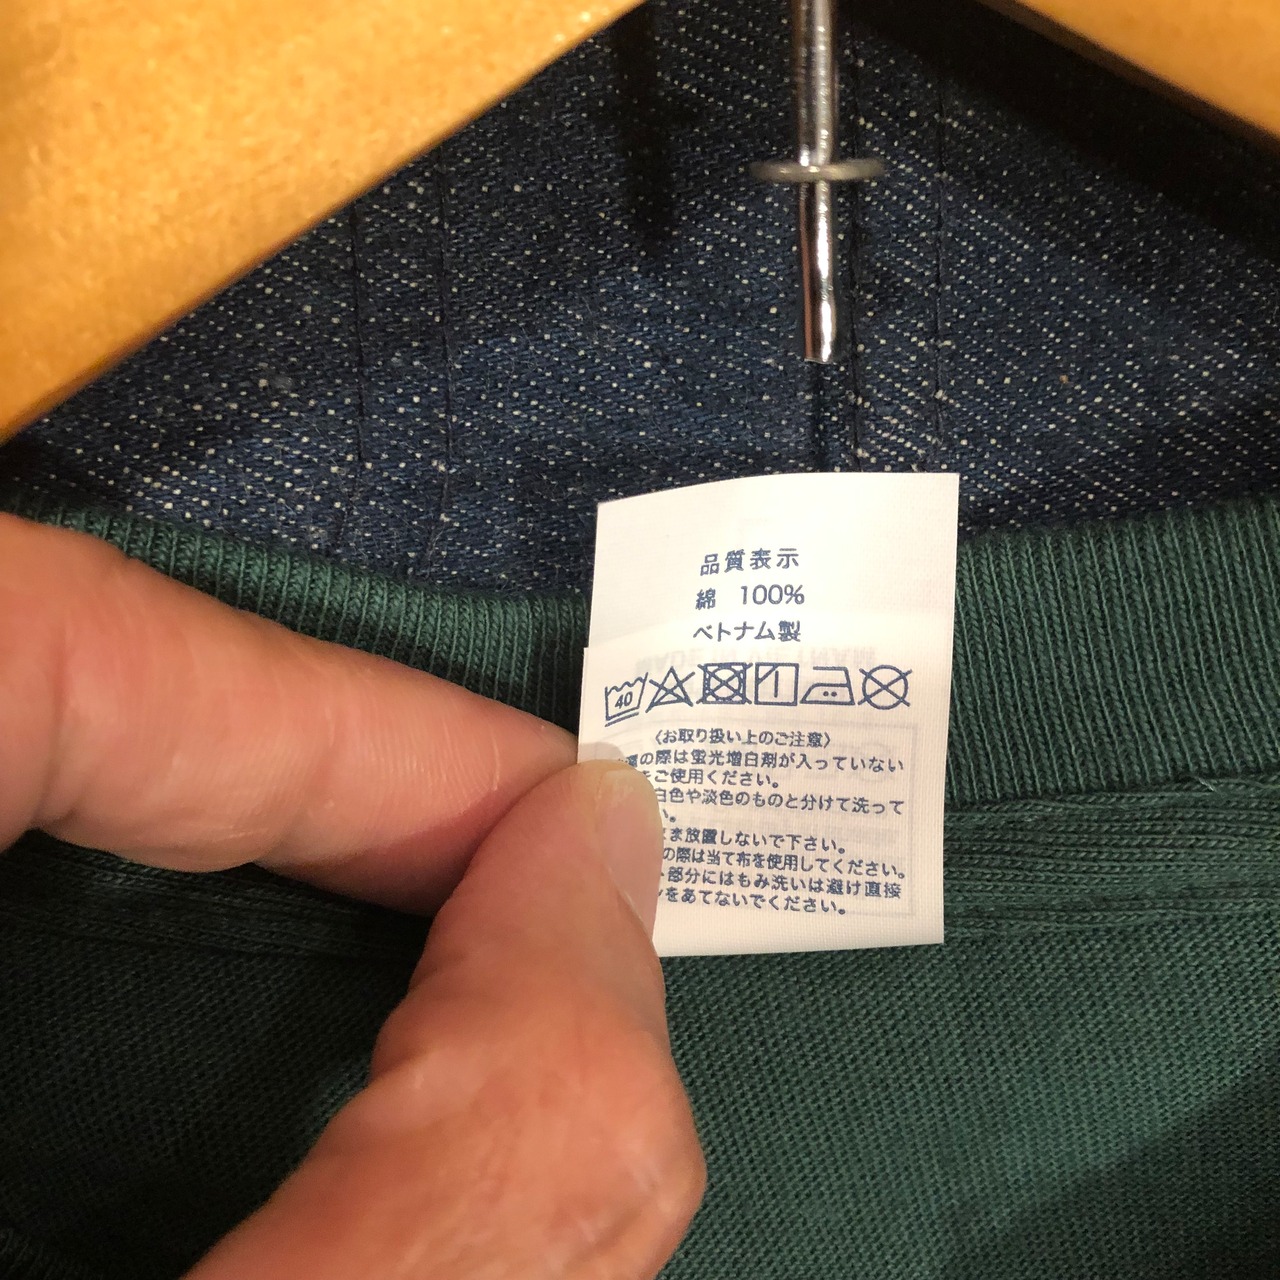 品質表示
綿 100%
ベトナム製
40
〈お取り扱い上のご注意〉
の際は蛍光増白剤が入っていない
をご使用ください。
白色や淡色のものと分けて洗って
い。
まま放置しないで下さい。
の際は当て布を使用してください。
ト部分にはもみ洗いは避け直接
ンをあてないでください。